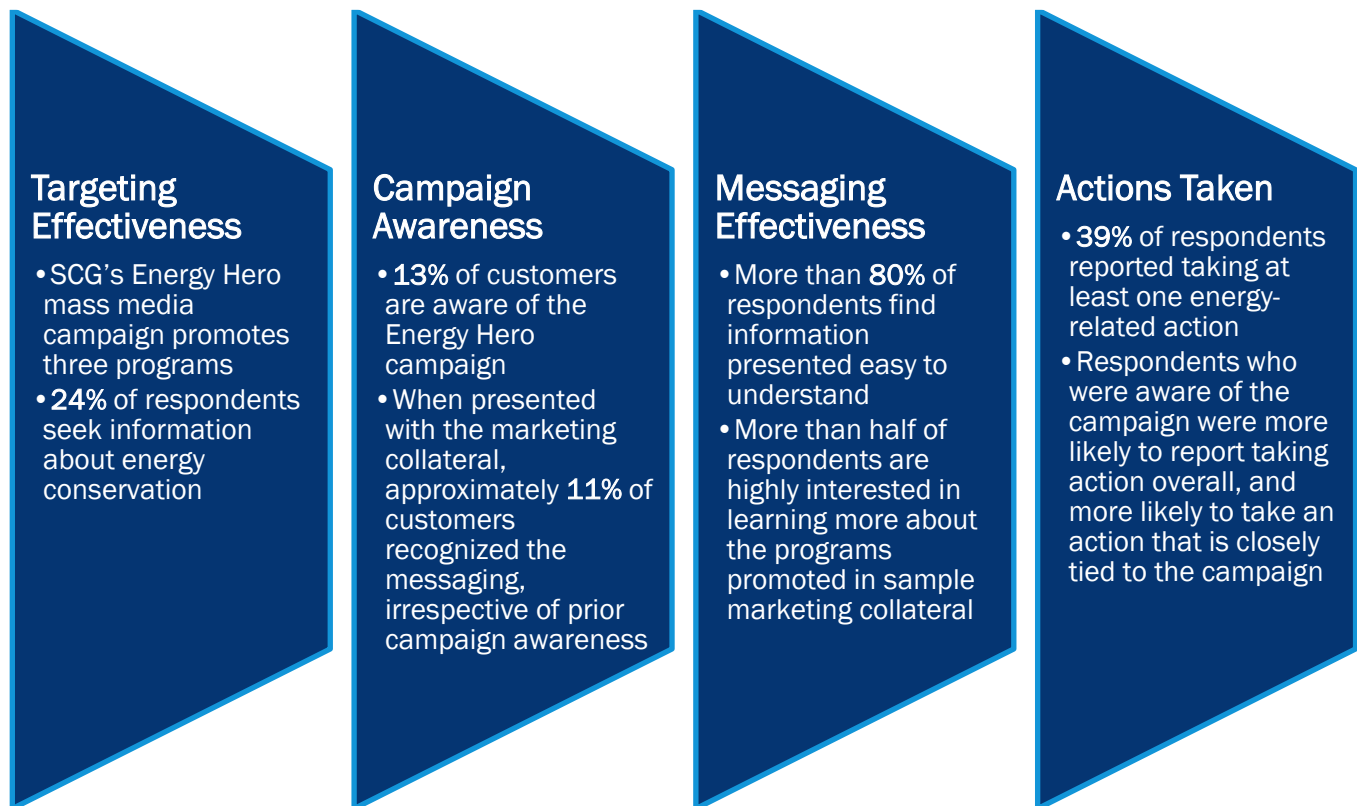 Targeting
Effectiveness
•SCG's Energy Hero
mass media
campaign promotes
three programs
•24% of respondents
seek information
about energy
conservation
Campaign
Awareness
•13% of customers
are aware of the
Energy Hero
campaign
•When presented
with the marketing
collateral,
approximately 11% of
customers
recognized the
messaging,
irrespective of prior
campaign awareness
Messaging
Effectiveness
•More than 80% of
respondents find
information
presented easy to
understand
•More than half of
respondents are
highly interested in
learning more about
the programs
promoted in sample
marketing collateral
Actions Taken
•39% of respondents
reported taking at
least one energy-
related action
•Respondents who
were aware of the
campaign were more
likely to report taking
action overall, and
more likely to take an
action that is closely
tied to the campaign